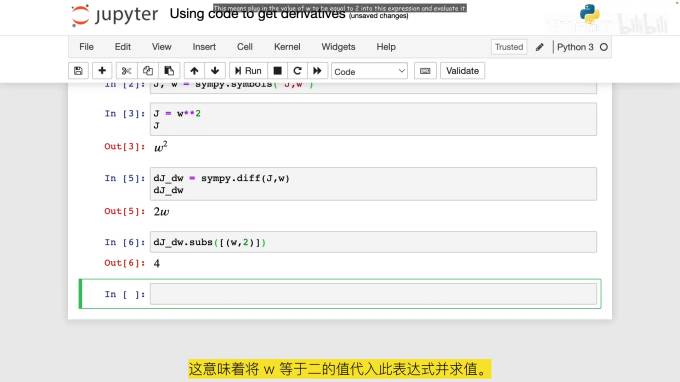 This means plug in the value of w to be equal to 2 into this expression and evaluate it.
jupyter Using code to get derivatives (unsaved changes)
bilibili
File Edit View Insert Cell Kernel Widgets Help Trusted Python 3
Run Code Validate
In [2]: J, w = sympy.symbols('J,w')
In [3]: J = w**2
J
Out[3]: w²
In [5]: dJ_dw = sympy.diff(J,w)
dJ_dw
Out[5]: 2w
In [6]: dJ_dw.subs([(w,2)])
Out[6]: 4
In [ ]:
这意味着将 w 等于二的值代入此表达式并求值。